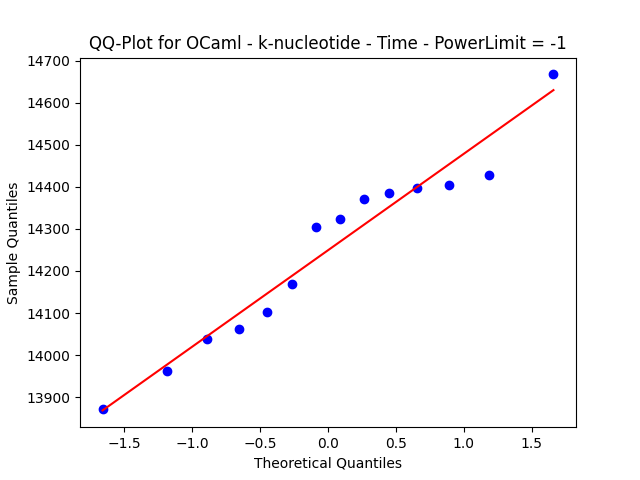 QQ-Plot for OCaml - k-nucleotide - Time - PowerLimit = -1
14700
14600
14500
14400
14300
14200
14100
14000
13900
Sample Quantiles
−1.5 −1.0 −0.5 0.0 0.5 1.0 1.5
Theoretical Quantiles